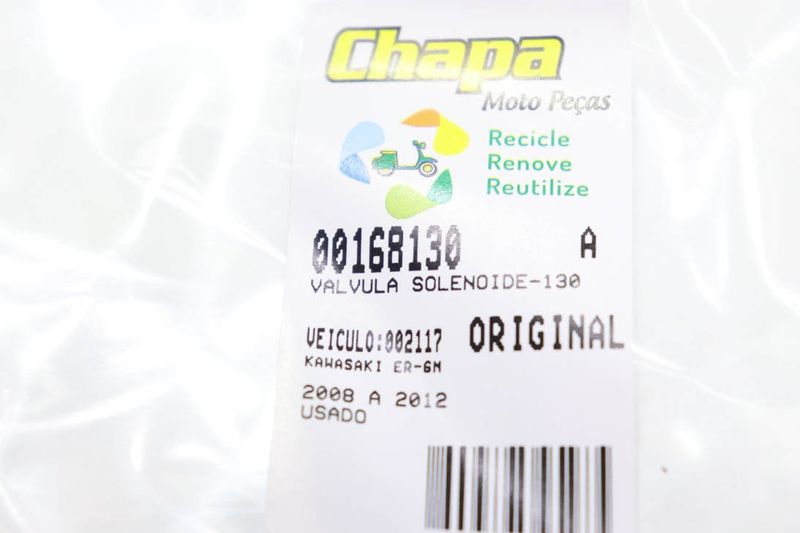 Chapa
Moto Peças
Recicle
Renove
Reutilize
00168130 A
VALVULA SOLENOIDE-130
VEICULO:002117 ORIGINAL
KAWASAKI ER-6N
2008 A 2012
USADO